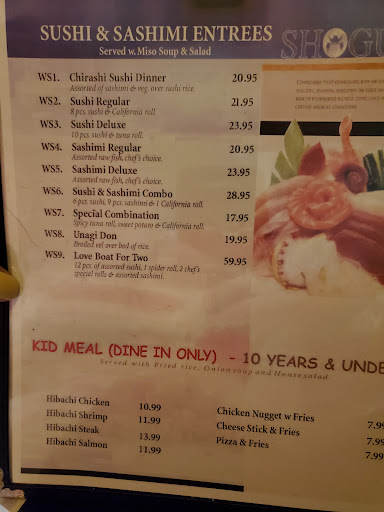 SUSHI & SASHIMI ENTREES
Served w. Miso Soup & Salad
SHOGU
WS1. Chirashi Sushi Dinner 20.95
Assorted of sashimi & veg. over sushi rice.
WS2. Sushi Regular 21.95
8 pcs. sushi & California roll.
WS3. Sushi Deluxe 23.95
10 pcs. sushi & tuna roll.
WS4. Sashimi Regular 20.95
Assorted raw fish, chef's choice.
WS5. Sashimi Deluxe 23.95
Assorted raw fish, chef's choice.
WS6. Sushi & Sashimi Combo 28.95
6 pcs. sushi, 9 pcs. sashimi & 1 California roll.
WS7. Special Combination 17.95
Spicy tuna roll, sweet potato & California roll.
WS8. Unagi Don 19.95
Broiled eel over bed of rice.
WS9. Love Boat For Two 59.95
12 pcs. of assorted sushi, 1 spider roll, 2 chef's
special rolls & assorted sashimi.
KID MEAL (DINE IN ONLY) - 10 YEARS & UNDE
Served with Fried rice, Onion soup and House salad
Hibachi Chicken 10.99
Hibachi Shrimp 11.99
Hibachi Steak 13.99
Hibachi Salmon 11.99
Chicken Nugget w Fries 7.99
Cheese Stick & Fries 7.99
Pizza & Fries 7.99